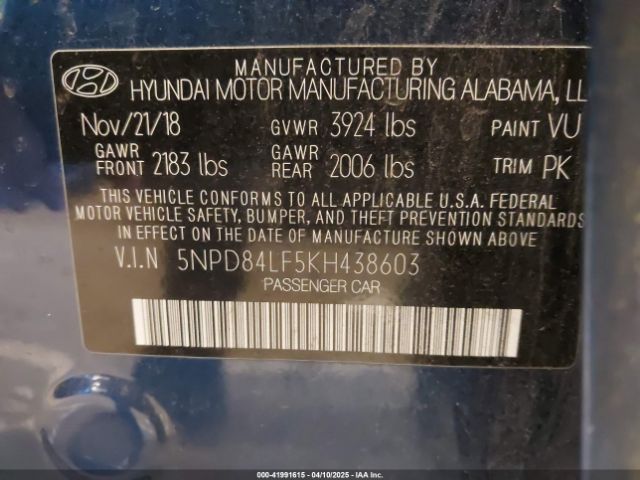 MANUFACTURED BY
HYUNDAI MOTOR MANUFACTURING ALABAMA, LL
Nov/21/18 GVWR 3924 lbs PAINT VU
GAWR FRONT 2183 lbs GAWR REAR 2006 lbs TRIM PK
THIS VEHICLE CONFORMS TO ALL APPLICABLE U.S.A. FEDERAL
MOTOR VEHICLE SAFETY, BUMPER, AND THEFT PREVENTION STANDARDS
IN EFFECT ON THE DATE OF MANUFACTURE SHOWN ABOVE.
V.I.N 5NPD84LF5KH438603
PASSENGER CAR
000-41991615 - 04/10/2025 - IAAI.COM